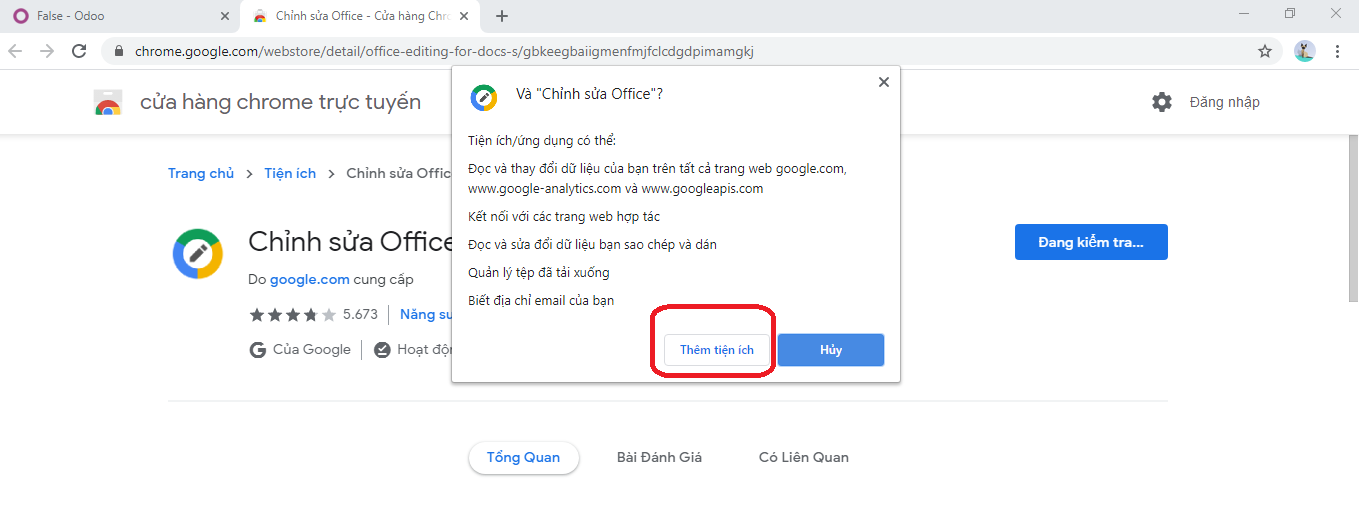 False - Odoo
Chỉnh sửa Office - Cửa hàng Chro
chrome.google.com/webstore/detail/office-editing-for-docs-s/gbkeegbaiigmenfmjfclcdgdpimamgkj
cửa hàng chrome trực tuyến
Đăng nhập
Và "Chỉnh sửa Office"?
Tiện ích/ứng dụng có thể:
Đọc và thay đổi dữ liệu của bạn trên tất cả trang web google.com,
www.google-analytics.com và www.googleapis.com
Kết nối với các trang web hợp tác
Đọc và sửa đổi dữ liệu bạn sao chép và dán
Quản lý tệp đã tải xuống
Biết địa chỉ email của bạn
Thêm tiện ích
Hủy
Trang chủ
Tiện ích
Chỉnh sửa Offic
Chỉnh sửa Office
Đang kiểm tra...
Do google.com cung cấp
5.673
Năng su
Của Google
Hoạt độn
Tổng Quan
Bài Đánh Giá
Có Liên Quan